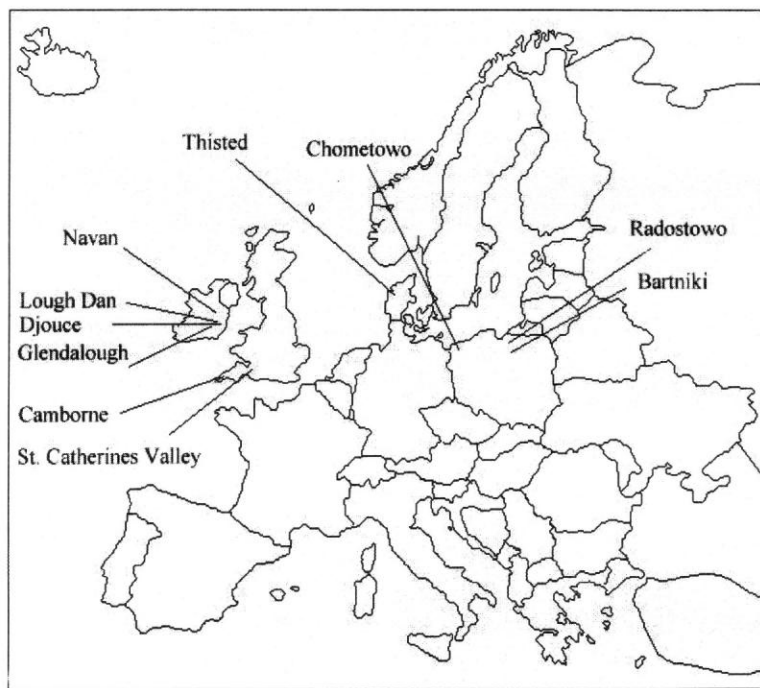 Thisted
Chometowo
Radostowo
Navan
Bartniki
Lough Dan
Djouce
Glendalough
Camborne
St. Catherines Valley